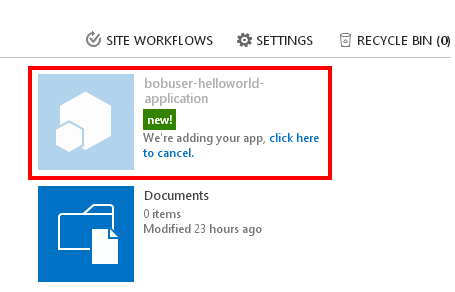 SITE WORKFLOWS SETTINGS RECYCLE BIN (0)
bobuser-helloworld-
application
new!
We're adding your app, click here
to cancel.
Documents
0 items
Modified 23 hours ago